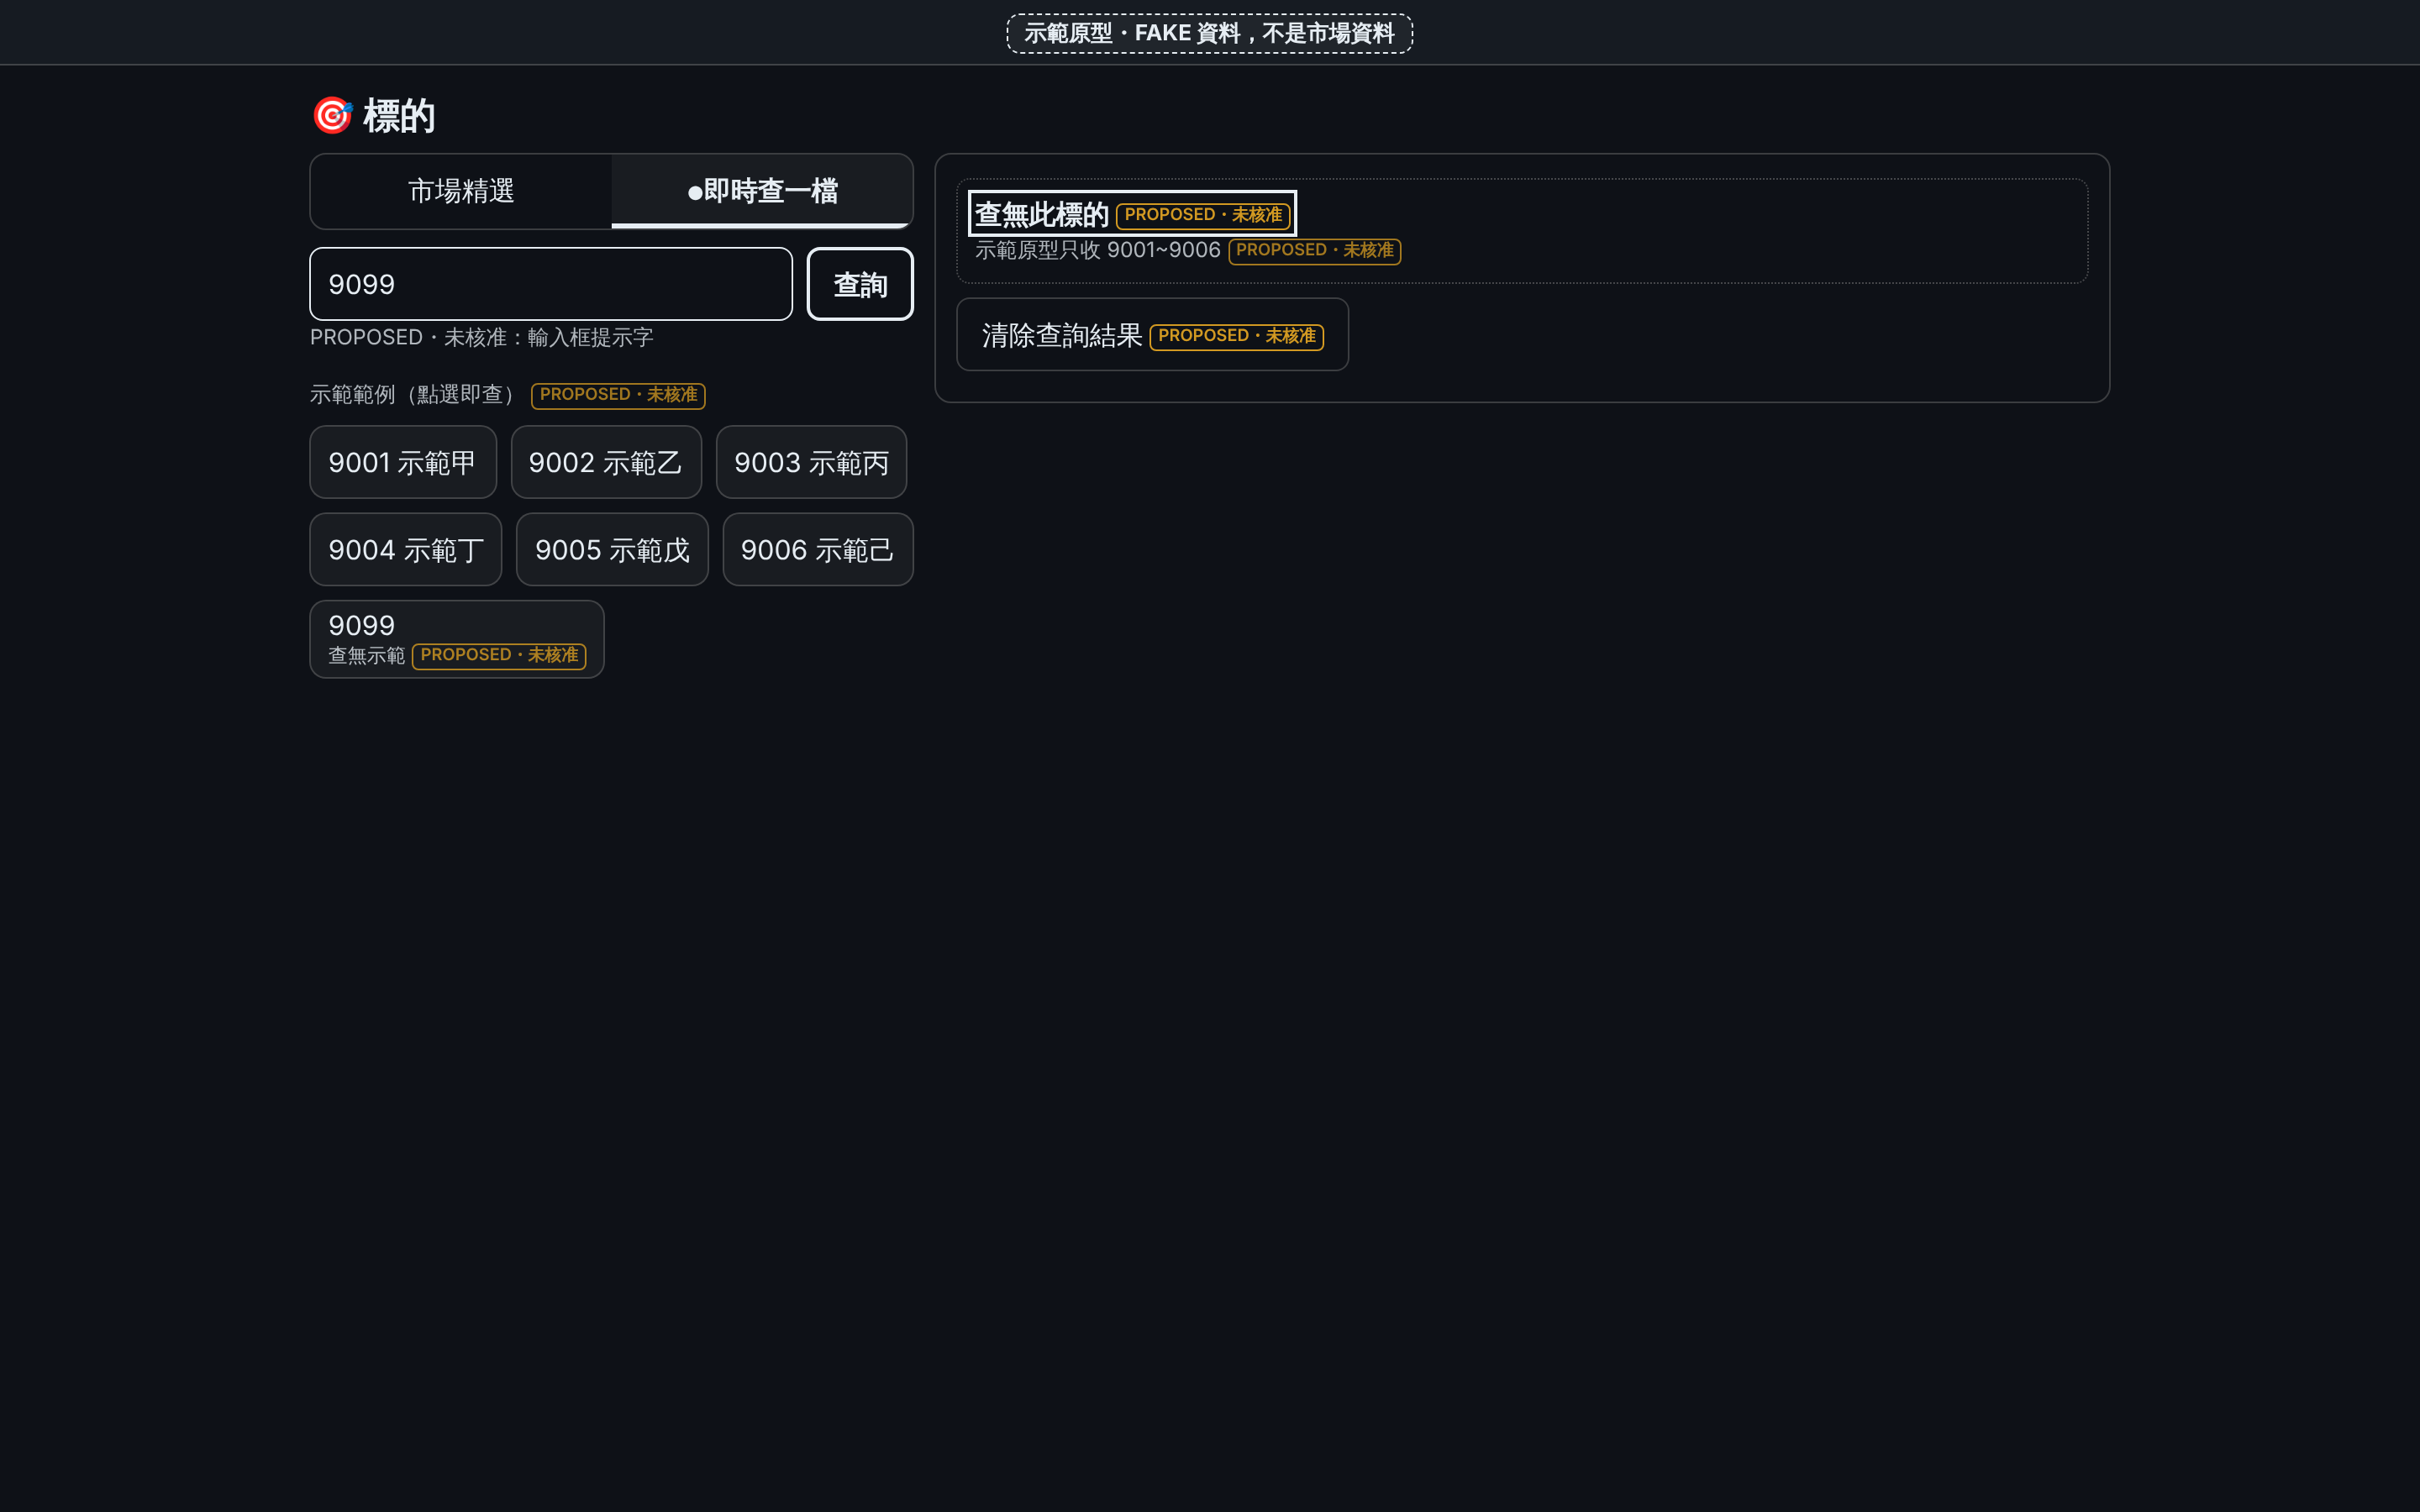 示範原型・FAKE 資料，不是市場資料
🎯 標的
市場精選
●即時查一檔
9099
查詢
PROPOSED・未核准：輸入框提示字
示範範例（點選即查） PROPOSED・未核准
9001 示範甲
9002 示範乙
9003 示範丙
9004 示範丁
9005 示範戊
9006 示範己
9099
查無示範 PROPOSED・未核准
查無此標的 PROPOSED・未核准
示範原型只收 9001~9006 PROPOSED・未核准
清除查詢結果 PROPOSED・未核准